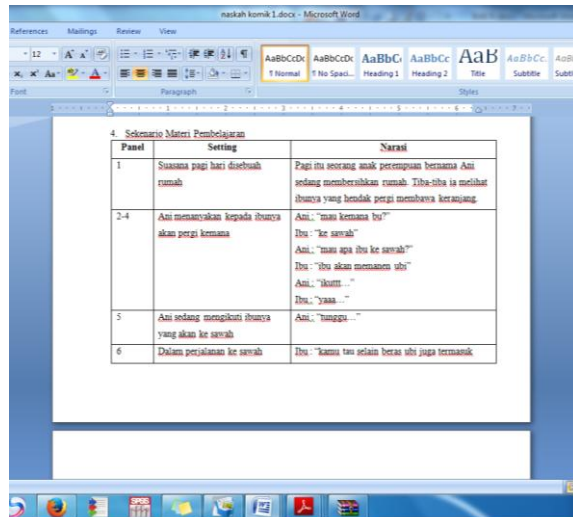 naskah komik 1.docx - Microsoft Word
References Mailings Review View
12
Font Paragraph Styles
AaBbCcDc AaBbCcDc AaBbC AaBbCc AaB AaBbCc.
¶ Normal ¶ No Spaci... Heading 1 Heading 2 Title Subtitle
4. Sekenario Materi Pembelajaran
Panel Setting Narasi
1 Suasana pagi hari disebuah rumah
Pagi itu seorang anak perempuan bernama Ani
sedang membersihkan rumah. Tiba-tiba ia melihat
ibunya yang hendak pergi membawa keranjang.
2-4 Ani menanyakan kepada ibunya
akan pergi kemana
Ani : "mau kemana bu?"
Ibu : "ke sawah"
Ani : "mau apa ibu ke sawah?"
Ibu : "ibu akan memanen ubi"
Ani : "ikuttt…"
Ibu : "yaaa…"
5 Ani sedang mengikuti ibunya
yang akan ke sawah
Ani : "tunggu…"
6 Dalam perjalanan ke sawah
Ibu : "kamu tau selain beras ubi juga termasuk
SPSS